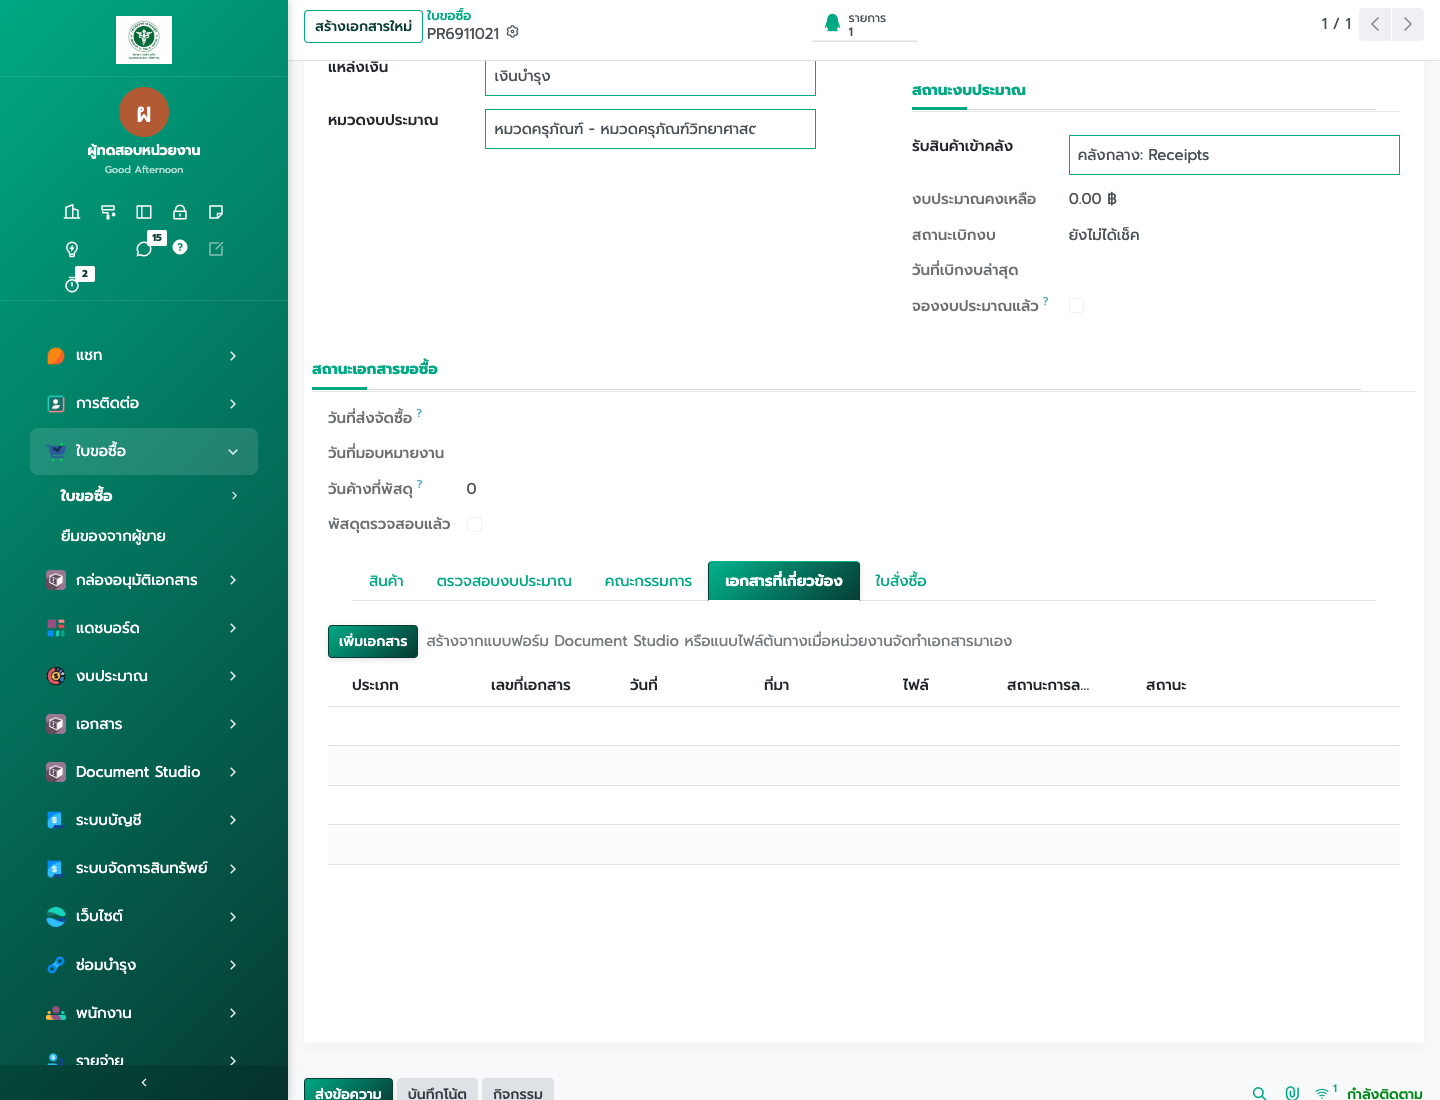 สร้างเอกสารใหม่
ใบขอซื้อ
PR6911021
รายการ
1
1 / 1
ผ
ผู้ทดสอบหน่วยงาน
Good Afternoon
15
?
2
แชท
การติดต่อ
ใบขอซื้อ
ใบขอซื้อ
ยืมของจากผู้ขาย
กล่องอนุมัติเอกสาร
แดชบอร์ด
งบประมาณ
เอกสาร
Document Studio
ระบบบัญชี
ระบบจัดการสินทรัพย์
เว็บไซต์
ซ่อมบำรุง
พนักงาน
รายจ่าย
แหล่งเงิน
เงินบำรุง
หมวดงบประมาณ
หมวดครุภัณฑ์ - หมวดครุภัณฑ์วิทยาศาสต
สถานะงบประมาณ
รับสินค้าเข้าคลัง
คลังกลาง: Receipts
งบประมาณคงเหลือ
0.00 ฿
สถานะเบิกงบ
ยังไม่ได้เช็ค
วันที่เบิกงบล่าสุด
จองงบประมาณแล้ว ?
สถานะเอกสารขอซื้อ
วันที่ส่งจัดซื้อ ?
วันที่มอบหมายงาน
วันค้างที่พัสดุ ?
0
พัสดุตรวจสอบแล้ว
สินค้า
ตรวจสอบงบประมาณ
คณะกรรมการ
เอกสารที่เกี่ยวข้อง
ใบสั่งซื้อ
เพิ่มเอกสาร
สร้างจากแบบฟอร์ม Document Studio หรือแนบไฟล์ต้นทางเมื่อหน่วยงานจัดทำเอกสารมาเอง
ประเภท
เลขที่เอกสาร
วันที่
ที่มา
ไฟล์
สถานะการล...
สถานะ
ส่งข้อความ
บันทึกโน้ต
กิจกรรม
1
กำลังติดตาม